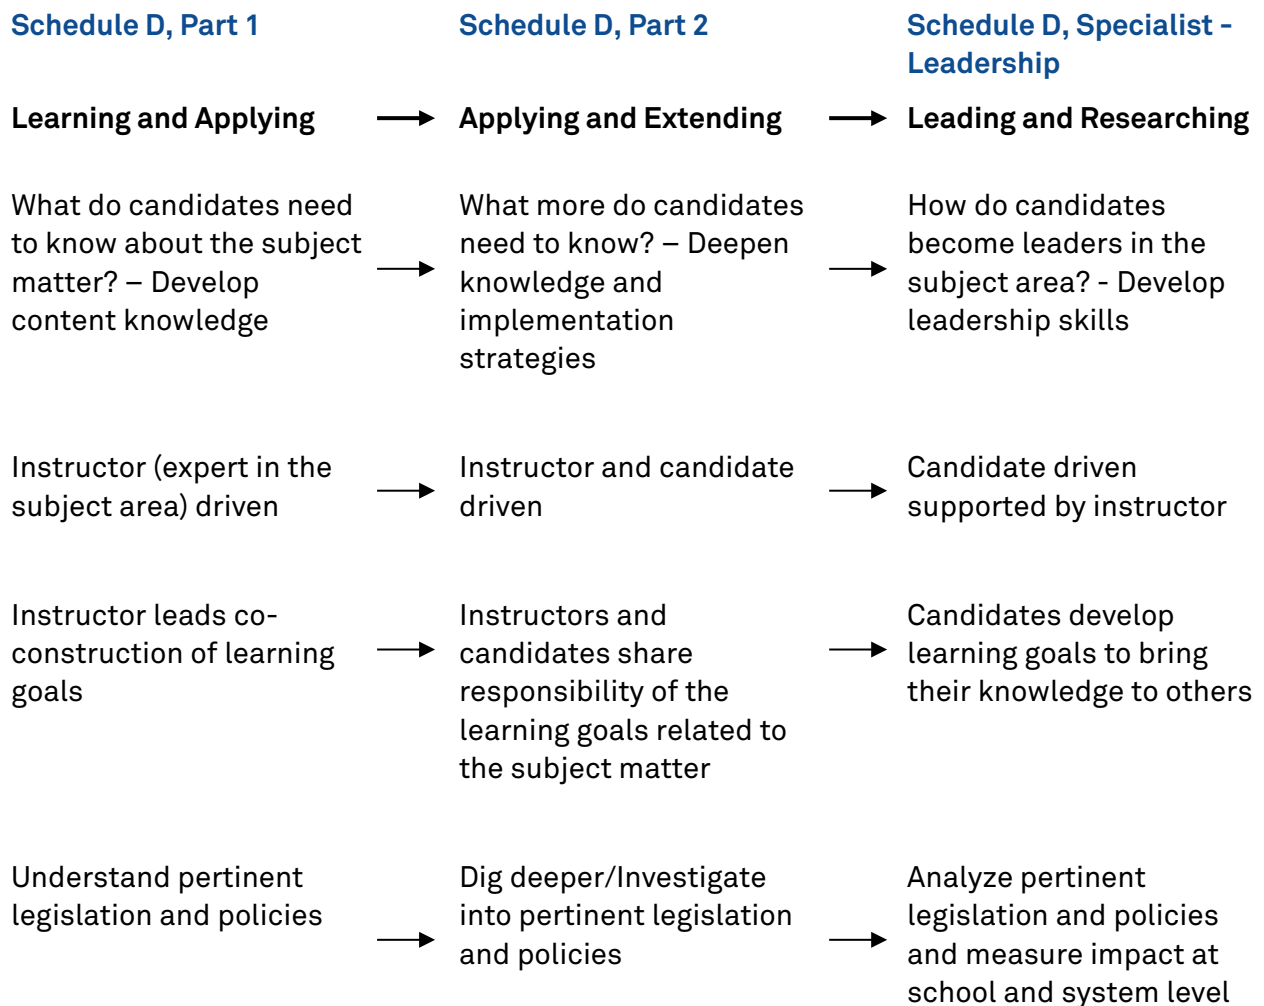 Schedule D, Part 1
Schedule D, Part 2
Schedule D, Specialist -
Leadership
Learning and Applying
Applying and Extending
Leading and Researching
What do candidates need
to know about the subject
matter? – Develop
content knowledge
What more do candidates
need to know? – Deepen
knowledge and
implementation
strategies
How do candidates
become leaders in the
subject area? - Develop
leadership skills
Instructor (expert in the
subject area) driven
Instructor and candidate
driven
Candidate driven
supported by instructor
Instructor leads co-
construction of learning
goals
Instructors and
candidates share
responsibility of the
learning goals related to
the subject matter
Candidates develop
learning goals to bring
their knowledge to others
Understand pertinent
legislation and policies
Dig deeper/Investigate
into pertinent legislation
and policies
Analyze pertinent
legislation and policies
and measure impact at
school and system level